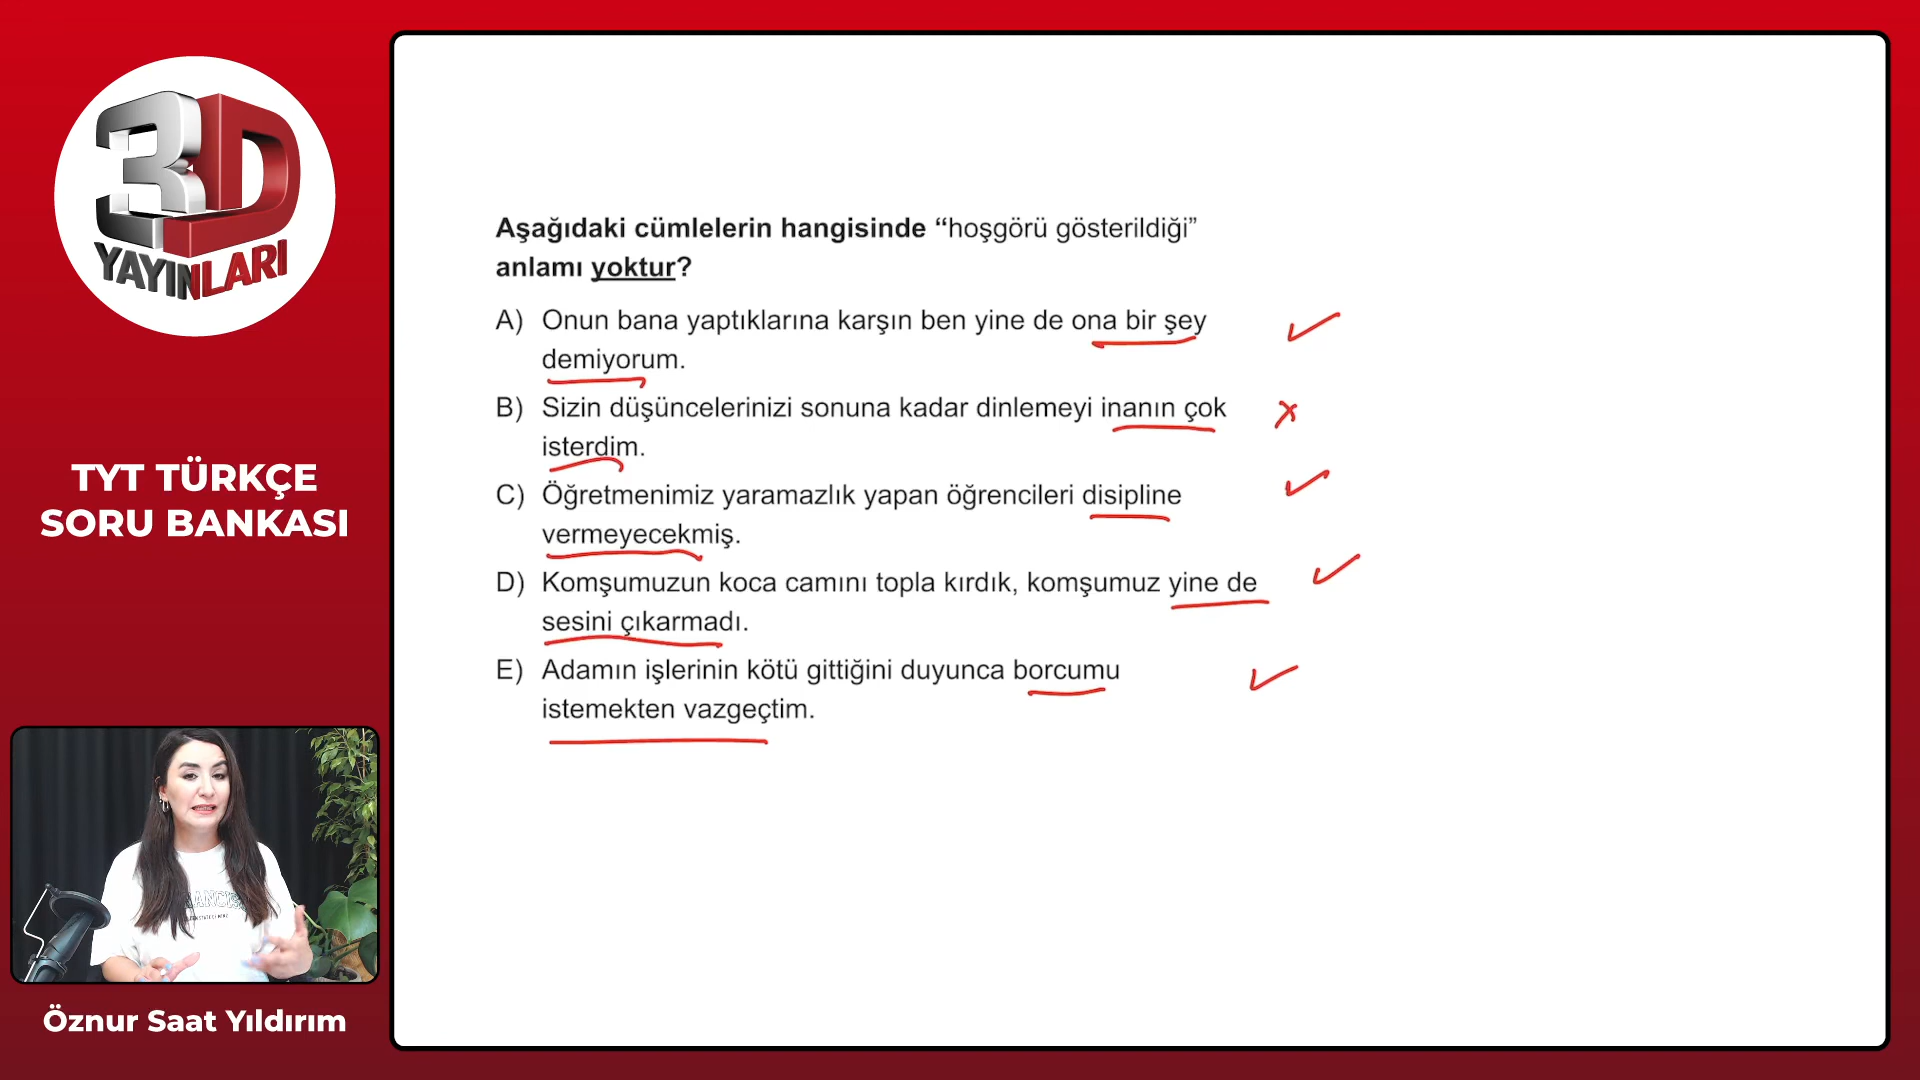 3D
YAYINLARI
TYT TÜRKÇE
SORU BANKASI
Öznur Saat Yıldırım
Aşağıdaki cümlelerin hangisinde “hoşgörü gösterildiği”
anlamı yoktur?
A) Onun bana yaptıklarına karşın ben yine de ona bir şey
demiyorum.
B) Sizin düşüncelerinizi sonuna kadar dinlemeyi inanın çok
isterdim.
C) Öğretmenimiz yaramazlık yapan öğrencileri disipline
vermeyecekmiş.
D) Komşumuzun koca camını topla kırdık, komşumuz yine de
sesini çıkarmadı.
E) Adamın işlerinin kötü gittiğini duyunca borcumu
istemekten vazgeçtim.